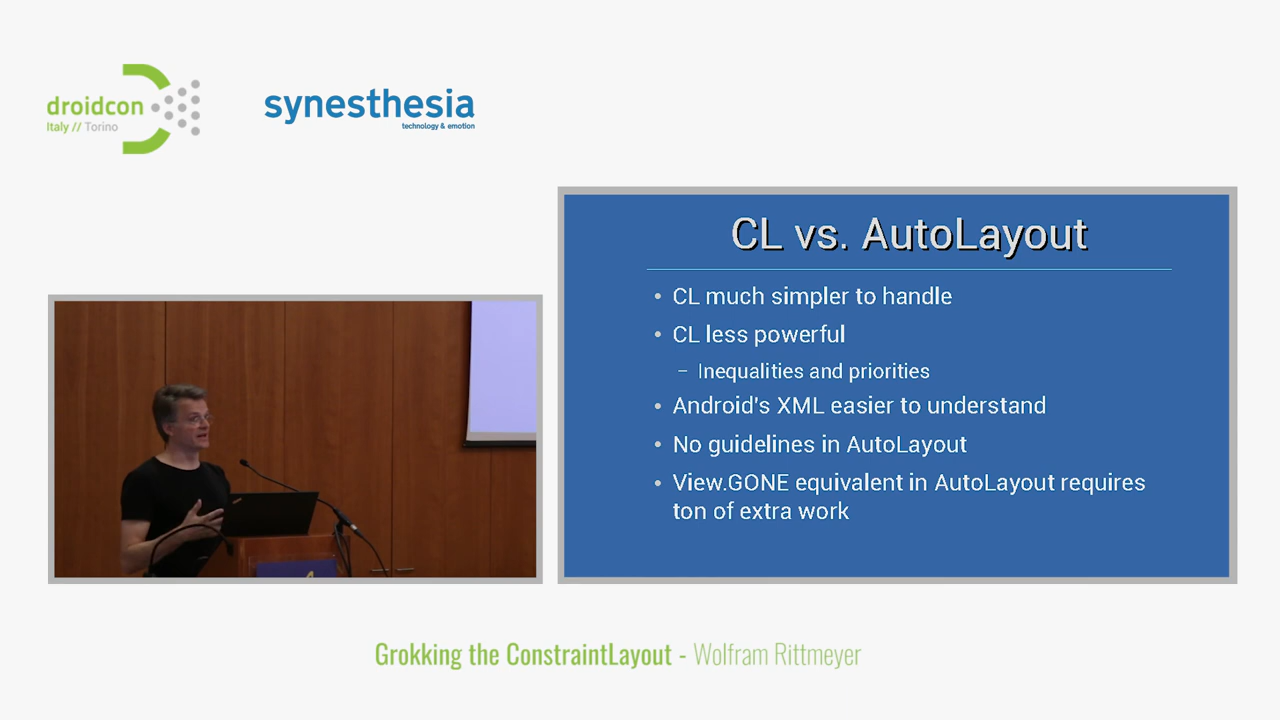 droidcon
Italy // Torino
synesthesia
technology & emotion
CL vs. AutoLayout
• CL much simpler to handle
• CL less powerful
– Inequalities and priorities
• Android's XML easier to understand
• No guidelines in AutoLayout
• View.GONE equivalent in AutoLayout requires
ton of extra work
Grokking the ConstraintLayout - Wolfram Rittmeyer